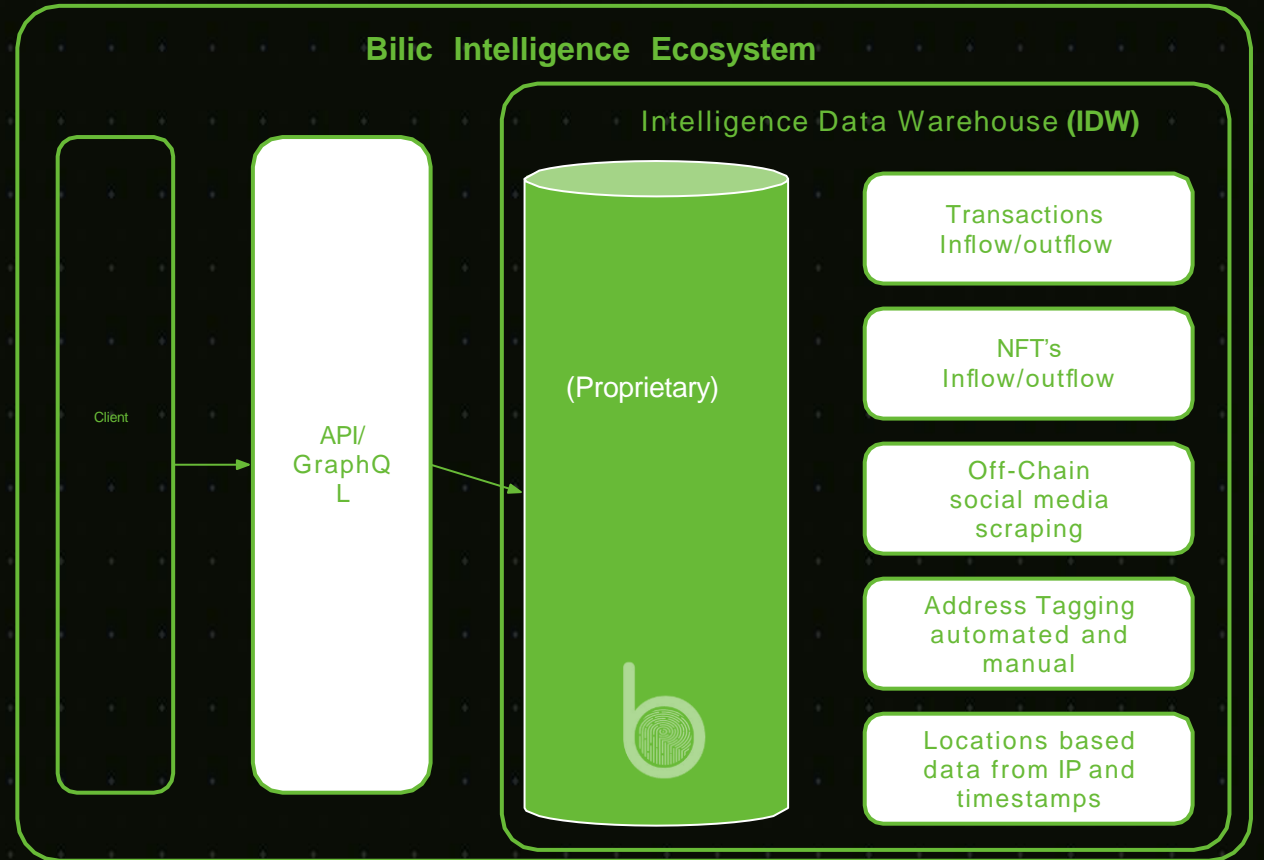 Bilic Intelligence Ecosystem
Intelligence Data Warehouse (IDW)
Client
API/
GraphQ
L
(Proprietary)
Transactions
Inflow/outflow
NFT's
Inflow/outflow
Off-Chain
social media
scraping
Address Tagging
automated and
manual
Locations based
data from IP and
timestamps